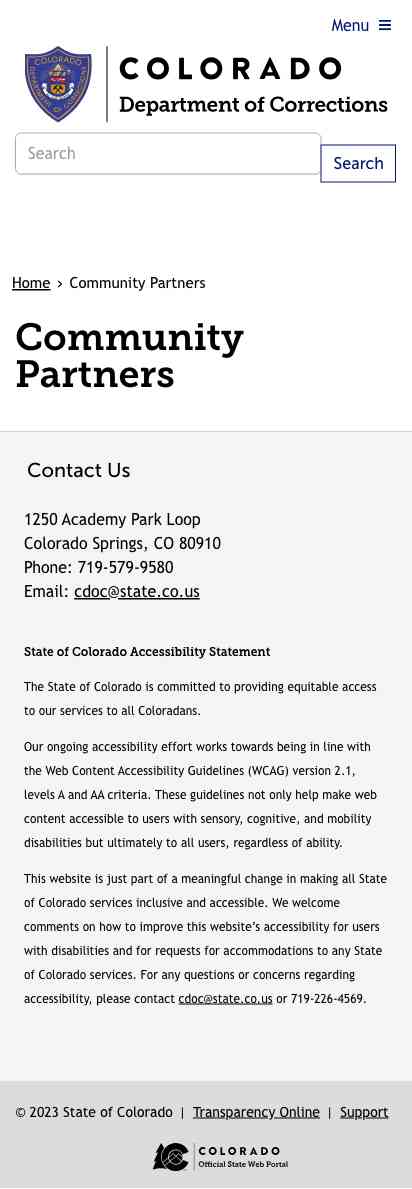 Menu
COLORADO
Department of Corrections
COLORADO
Search
Search
Home › Community Partners
Community
Partners
Contact Us
1250 Academy Park Loop
Colorado Springs, CO 80910
Phone: 719-579-9580
Email: cdoc@state.co.us
State of Colorado Accessibility Statement
The State of Colorado is committed to providing equitable access
to our services to all Coloradans.
Our ongoing accessibility effort works towards being in line with
the Web Content Accessibility Guidelines (WCAG) version 2.1,
levels A and AA criteria. These guidelines not only help make web
content accessible to users with sensory, cognitive, and mobility
disabilities but ultimately to all users, regardless of ability.
This website is just part of a meaningful change in making all State
of Colorado services inclusive and accessible. We welcome
comments on how to improve this website's accessibility for users
with disabilities and for requests for accommodations to any State
of Colorado services. For any questions or concerns regarding
accessibility, please contact cdoc@state.co.us or 719-226-4569.
© 2023 State of Colorado | Transparency Online | Support
COLORADO
Official State Web Portal